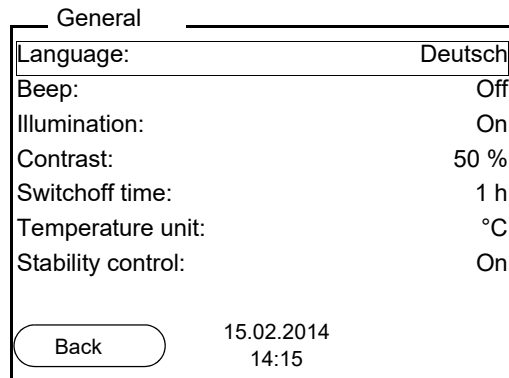 General
Language: Deutsch
Beep: Off
Illumination: On
Contrast: 50 %
Switchoff time: 1 h
Temperature unit: °C
Stability control: On
Back
15.02.2014
14:15